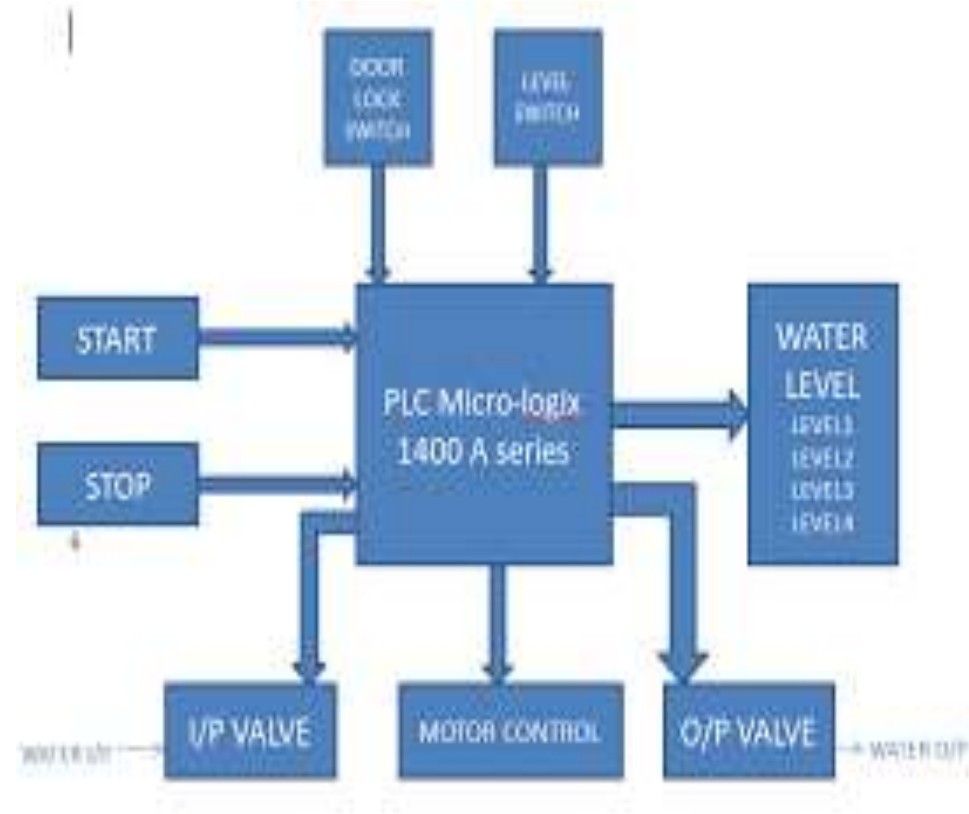 DOOR
LOCK
SWITCH
LEVEL
SWITCH
START
STOP
PLC Micro-logix
1400 A series
WATER
LEVEL
LEVEL1
LEVEL2
LEVEL3
LEVEL4
I/P VALVE
MOTOR CONTROL
O/P VALVE
WATER I/P
WATER O/P